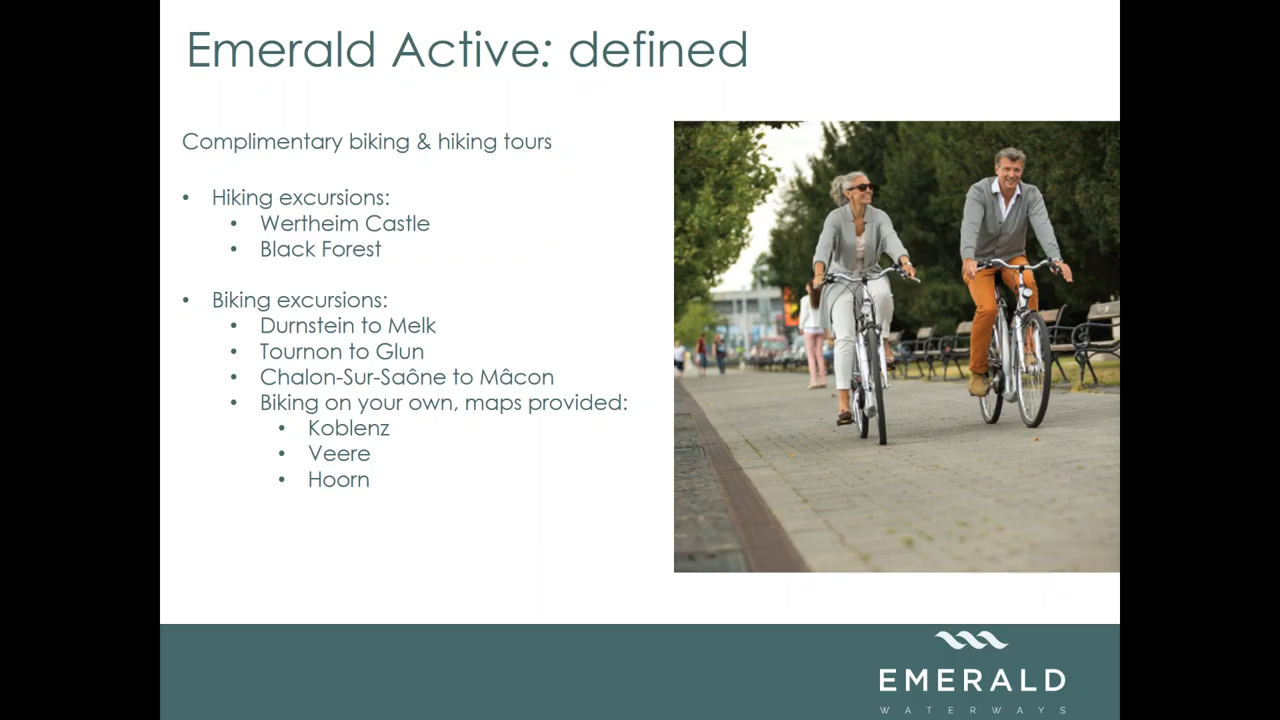 Emerald Active: defined
Complimentary biking & hiking tours
• Hiking excursions:
• Wertheim Castle
• Black Forest
• Biking excursions:
• Durnstein to Melk
• Tournon to Glun
• Chalon-Sur-Saône to Mâcon
• Biking on your own, maps provided:
• Koblenz
• Veere
• Hoorn
EMERALD
WATERWAYS